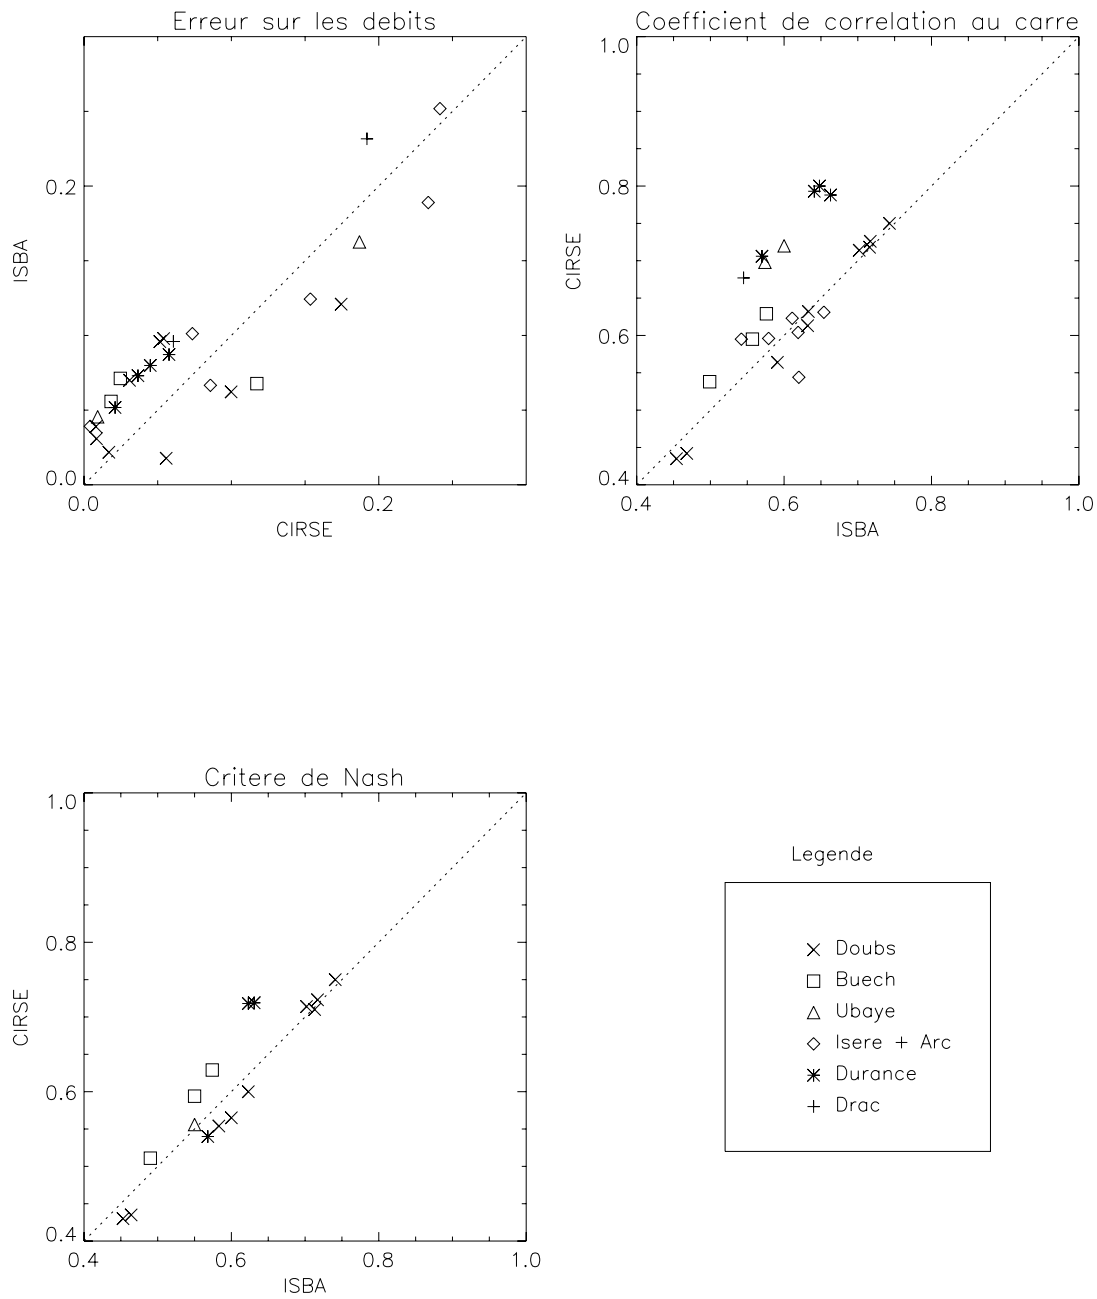 Erreur sur les debits
ISBA
0.2
0.0
0.0
0.2
CIRSE
Coefficient de correlation au carre
CIRSE
1.0
0.8
0.6
0.4
0.4
0.6
0.8
1.0
ISBA
Critere de Nash
CIRSE
1.0
0.8
0.6
0.4
0.4
0.6
0.8
1.0
ISBA
Legende
Doubs
Buech
Ubaye
Isere + Arc
Durance
Drac